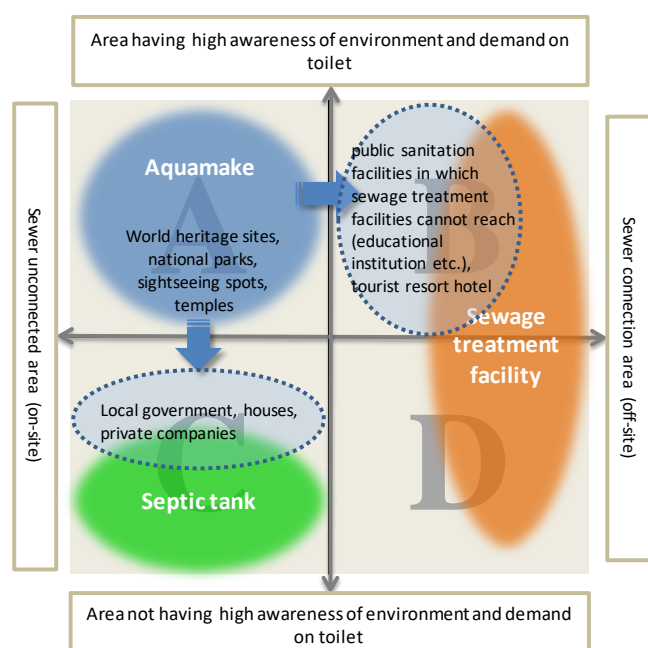 Area having high awareness of environment and demand on
toilet
Sewer unconnected area (on-site)
Aquamake
A
World heritage sites,
national parks,
sightseeing spots,
temples
B
public sanitation
facilities in which
sewage treatment
facilities cannot reach
(educational
institution etc.),
tourist resort hotel
Sewage
treatment
facility
Sewer connection area (off-site)
C
Local government, houses,
private companies
Septic tank
D
Area not having high awareness of environment and demand
on toilet